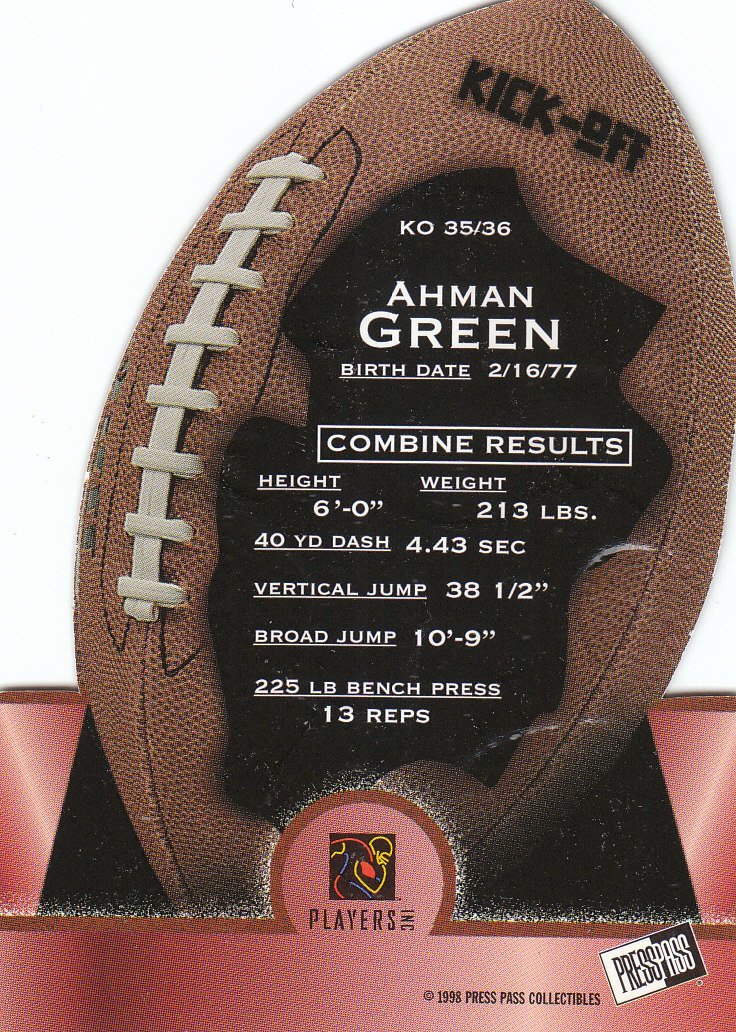 KICK-OFF
KO 35/36
AHMAN
GREEN
BIRTH DATE 2/16/77
COMBINE RESULTS
HEIGHT WEIGHT
6'-0" 213 LBS.
40 YD DASH 4.43 SEC
VERTICAL JUMP 38 1/2"
BROAD JUMP 10'-9"
225 LB BENCH PRESS
13 REPS
PLAYERS INC
PRESS PASS
© 1998 PRESS PASS COLLECTIBLES